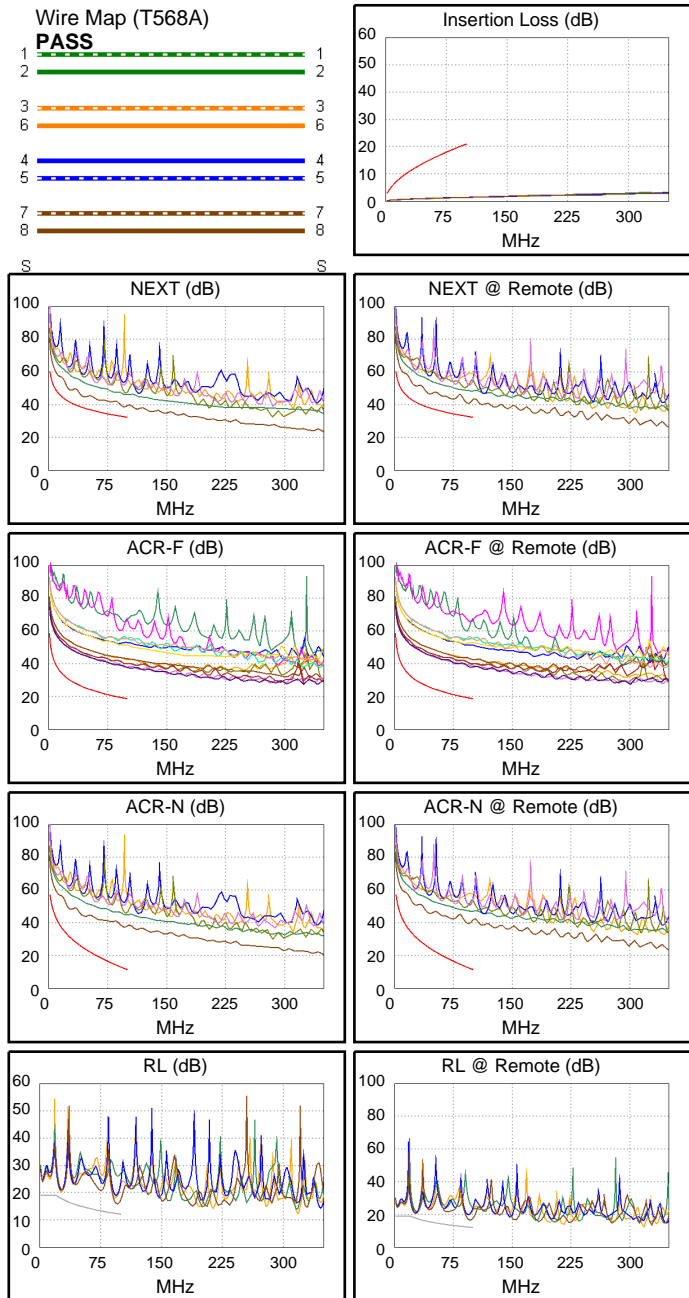 Wire Map (T568A)
PASS
1 1
2 2
3 3
6 6
4 4
5 5
7 7
8 8
S S
Insertion Loss (dB)
60
50
40
30
20
10
0
0 75 150 225 300
MHz
NEXT (dB)
100
80
60
40
20
0
0 75 150 225 300
MHz
NEXT @ Remote (dB)
100
80
60
40
20
0
0 75 150 225 300
MHz
ACR-F (dB)
100
80
60
40
20
0
0 75 150 225 300
MHz
ACR-F @ Remote (dB)
100
80
60
40
20
0
0 75 150 225 300
MHz
ACR-N (dB)
100
80
60
40
20
0
0 75 150 225 300
MHz
ACR-N @ Remote (dB)
100
80
60
40
20
0
0 75 150 225 300
MHz
RL (dB)
60
50
40
30
20
10
0
0 75 150 225 300
MHz
RL @ Remote (dB)
100
80
60
40
20
0
0 75 150 225 300
MHz